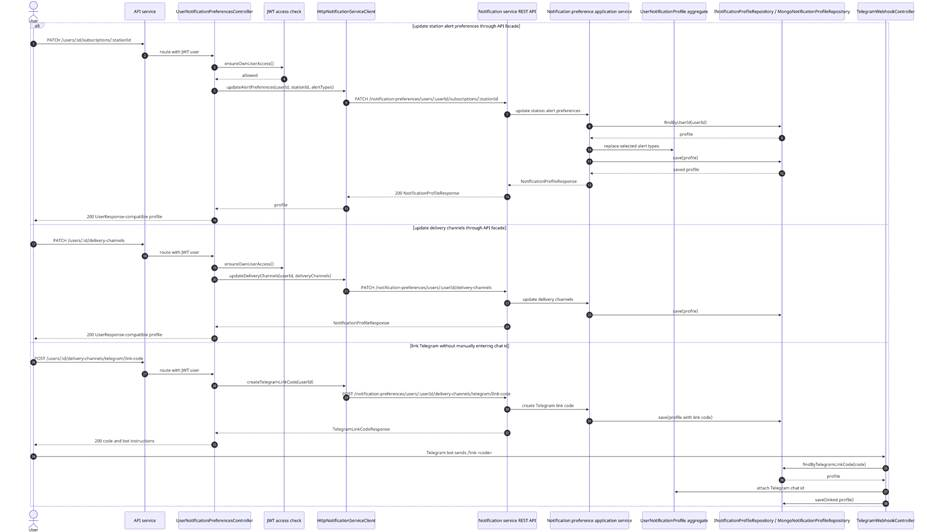 User
API service
UserNotificationPreferencesController
JWT access check
HttpNotificationServiceClient
Notification service REST API
Notification preference application service
UserNotificationProfile aggregate
INotificationProfileRepository / MongoNotificationProfileRepository
TelegramWebhookController
alt
[update station alert preferences through API facade]
PATCH /users/:id/subscriptions/:stationId
route with JWT user
ensureOwnUserAccess()
allowed
updateAlertPreferences(userId, stationId, alertTypes)
PATCH /notification-preferences/users/:userId/subscriptions/:stationId
update station alert preferences
findByUserId(userId)
profile
replace selected alert types
save(profile)
saved profile
NotificationProfileResponse
200 NotificationProfileResponse
profile
200 UserResponse-compatible profile
[update delivery channels through API facade]
PATCH /users/:id/delivery-channels
route with JWT user
ensureOwnUserAccess()
updateDeliveryChannels(userId, deliveryChannels)
PATCH /notification-preferences/users/:userId/delivery-channels
update delivery channels
save(profile)
NotificationProfileResponse
200 UserResponse-compatible profile
[link Telegram without manually entering chat id]
POST /users/:id/delivery-channels/telegram/link-code
route with JWT user
createTelegramLinkCode(userId)
POST /notification-preferences/users/:userId/delivery-channels/telegram/link-code
create Telegram link code
save(profile with link code)
TelegramLinkCodeResponse
200 code and bot instructions
Telegram bot sends /link <code>
findByTelegramLinkCode(code)
profile
attach Telegram chat id
save(linked profile)
User
API service
UserNotificationPreferencesController
JWT access check
HttpNotificationServiceClient
Notification service REST API
Notification preference application service
UserNotificationProfile aggregate
INotificationProfileRepository / MongoNotificationProfileRepository
TelegramWebhookController